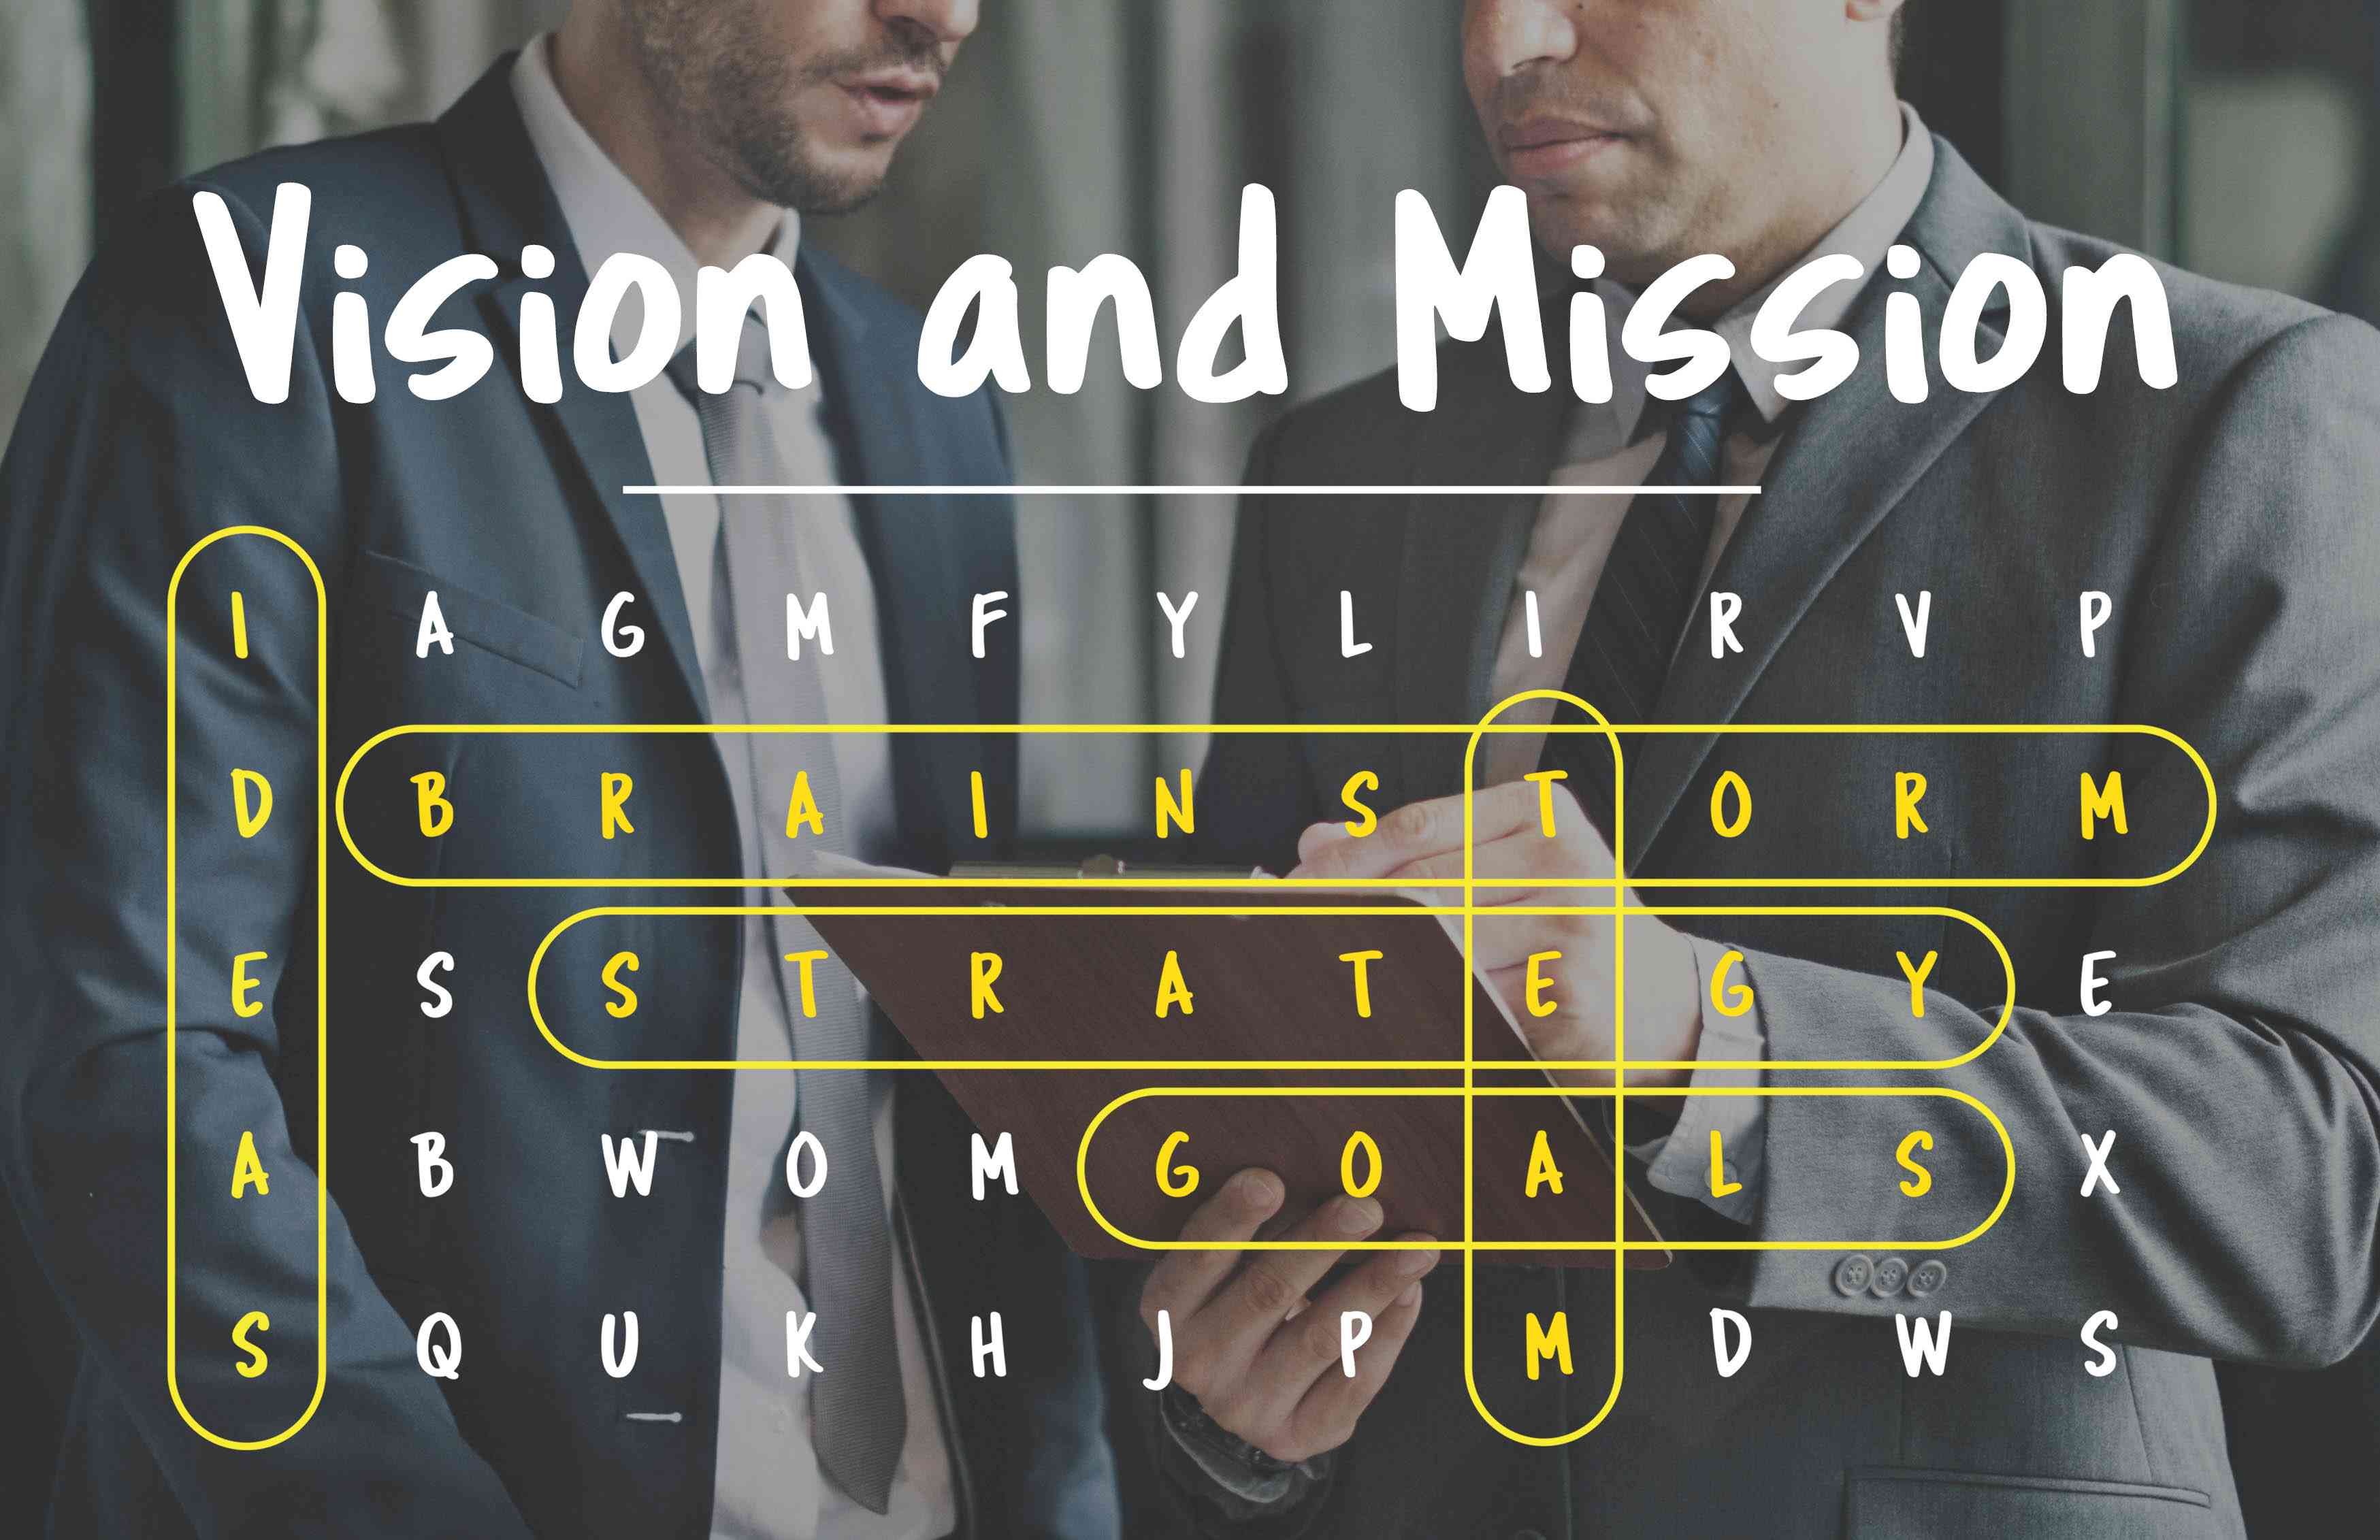 Vision and Mission
I A G M F Y L I R V P
D B R A I N S T O R M
E S S T R A T E G Y E
A B W O M G O A L S X
S Q U K H J P M D W S